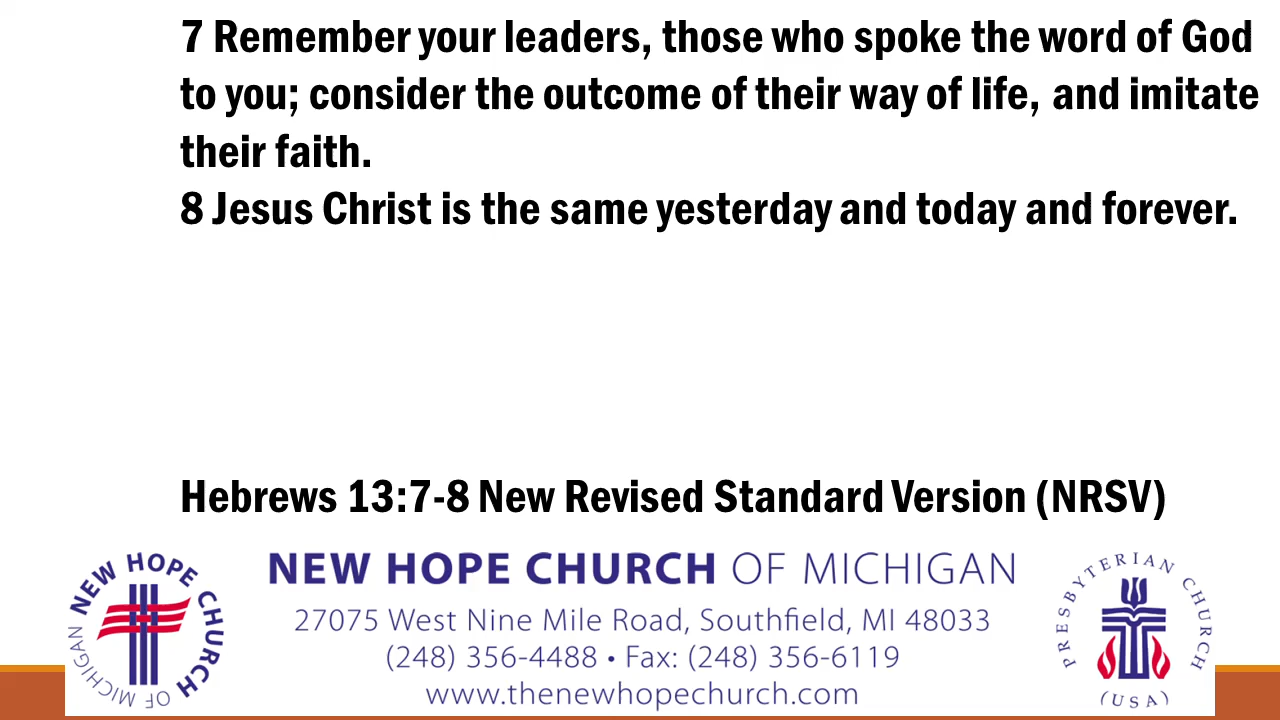 7 Remember your leaders, those who spoke the word of God
to you; consider the outcome of their way of life, and imitate
their faith.
8 Jesus Christ is the same yesterday and today and forever.
Hebrews 13:7-8 New Revised Standard Version (NRSV)
NEW HOPE CHURCH OF MICHIGAN
27075 West Nine Mile Road, Southfield, MI 48033
(248) 356-4488 • Fax: (248) 356-6119
www.thenewhopechurch.com
NEW HOPE CHURCH OF MICHIGAN
PRESBYTERIAN CHURCH
(USA)